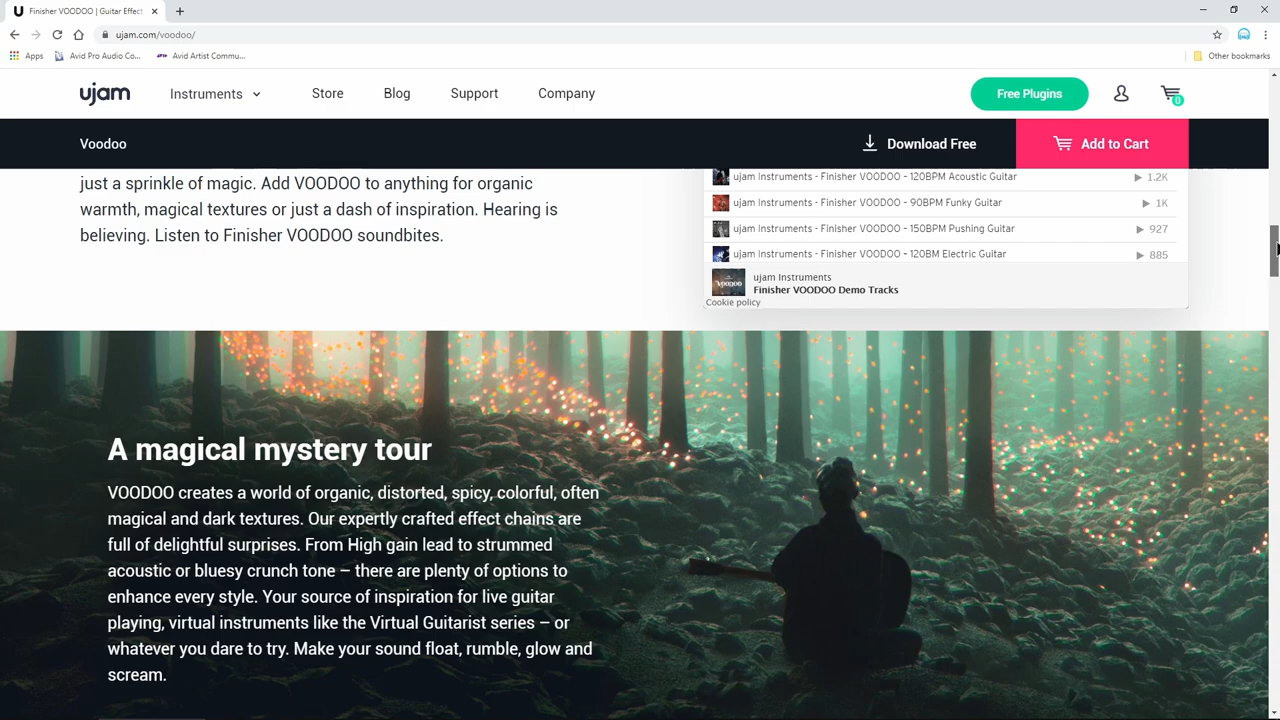 Finisher VOODOO | Guitar Effect
ujam.com/voodoo/
Apps
Avid Pro Audio Co...
Avid Artist Commu...
Other bookmarks
ujam
Instruments
Store
Blog
Support
Company
Free Plugins
0
Voodoo
Download Free
Add to Cart
just a sprinkle of magic. Add VOODOO to anything for organic
warmth, magical textures or just a dash of inspiration. Hearing is
believing. Listen to Finisher VOODOO soundbites.
ujam Instruments - Finisher VOODOO - 120BPM Acoustic Guitar 1.2K
ujam Instruments - Finisher VOODOO - 90BPM Funky Guitar 1K
ujam Instruments - Finisher VOODOO - 150BPM Pushing Guitar 927
ujam Instruments - Finisher VOODOO - 120BM Electric Guitar 885
VOODOO
ujam Instruments
Finisher VOODOO Demo Tracks
Cookie policy
A magical mystery tour
VOODOO creates a world of organic, distorted, spicy, colorful, often
magical and dark textures. Our expertly crafted effect chains are
full of delightful surprises. From High gain lead to strummed
acoustic or bluesy crunch tone – there are plenty of options to
enhance every style. Your source of inspiration for live guitar
playing, virtual instruments like the Virtual Guitarist series – or
whatever you dare to try. Make your sound float, rumble, glow and
scream.